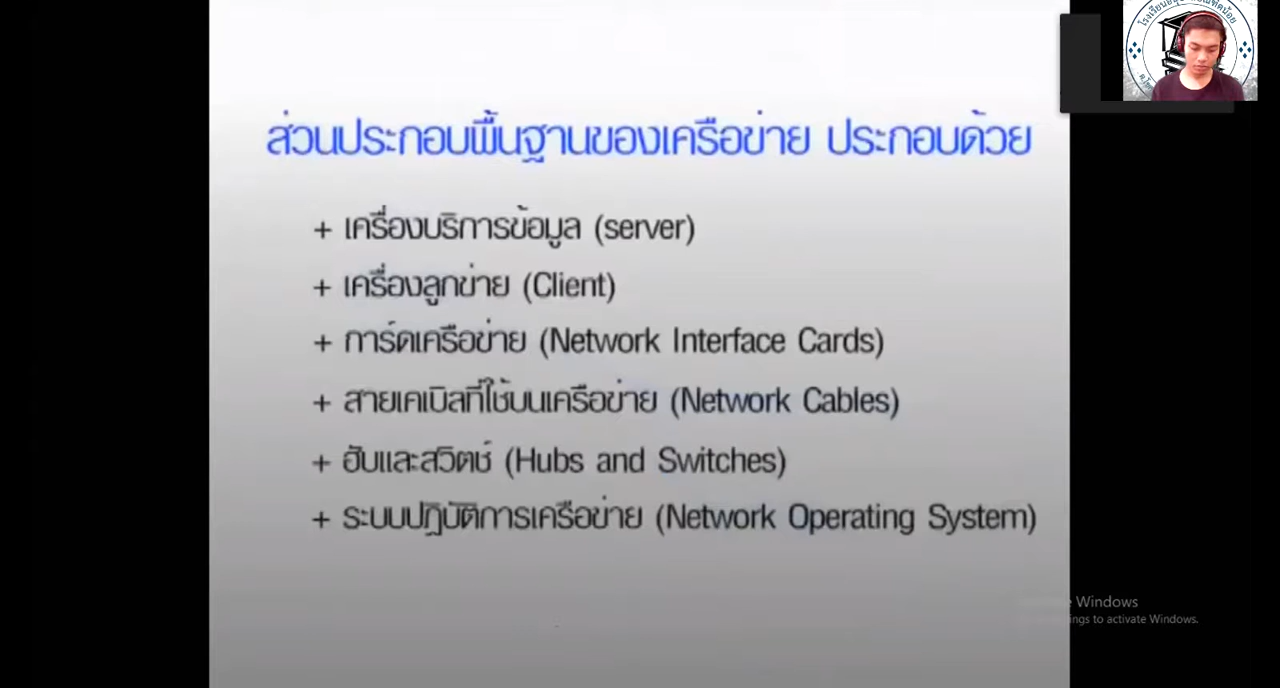 ส่วนประกอบพื้นฐานของเครือข่าย ประกอบด้วย
+ เครื่องบริการข้อมูล (server)
+ เครื่องลูกข่าย (Client)
+ การ์ดเครือข่าย (Network Interface Cards)
+ สายเคเบิลที่ใช้บนเครือข่าย (Network Cables)
+ ฮับและสวิตช์ (Hubs and Switches)
+ ระบบปฏิบัติการเครือข่าย (Network Operating System)
Windows
to activate Windows.